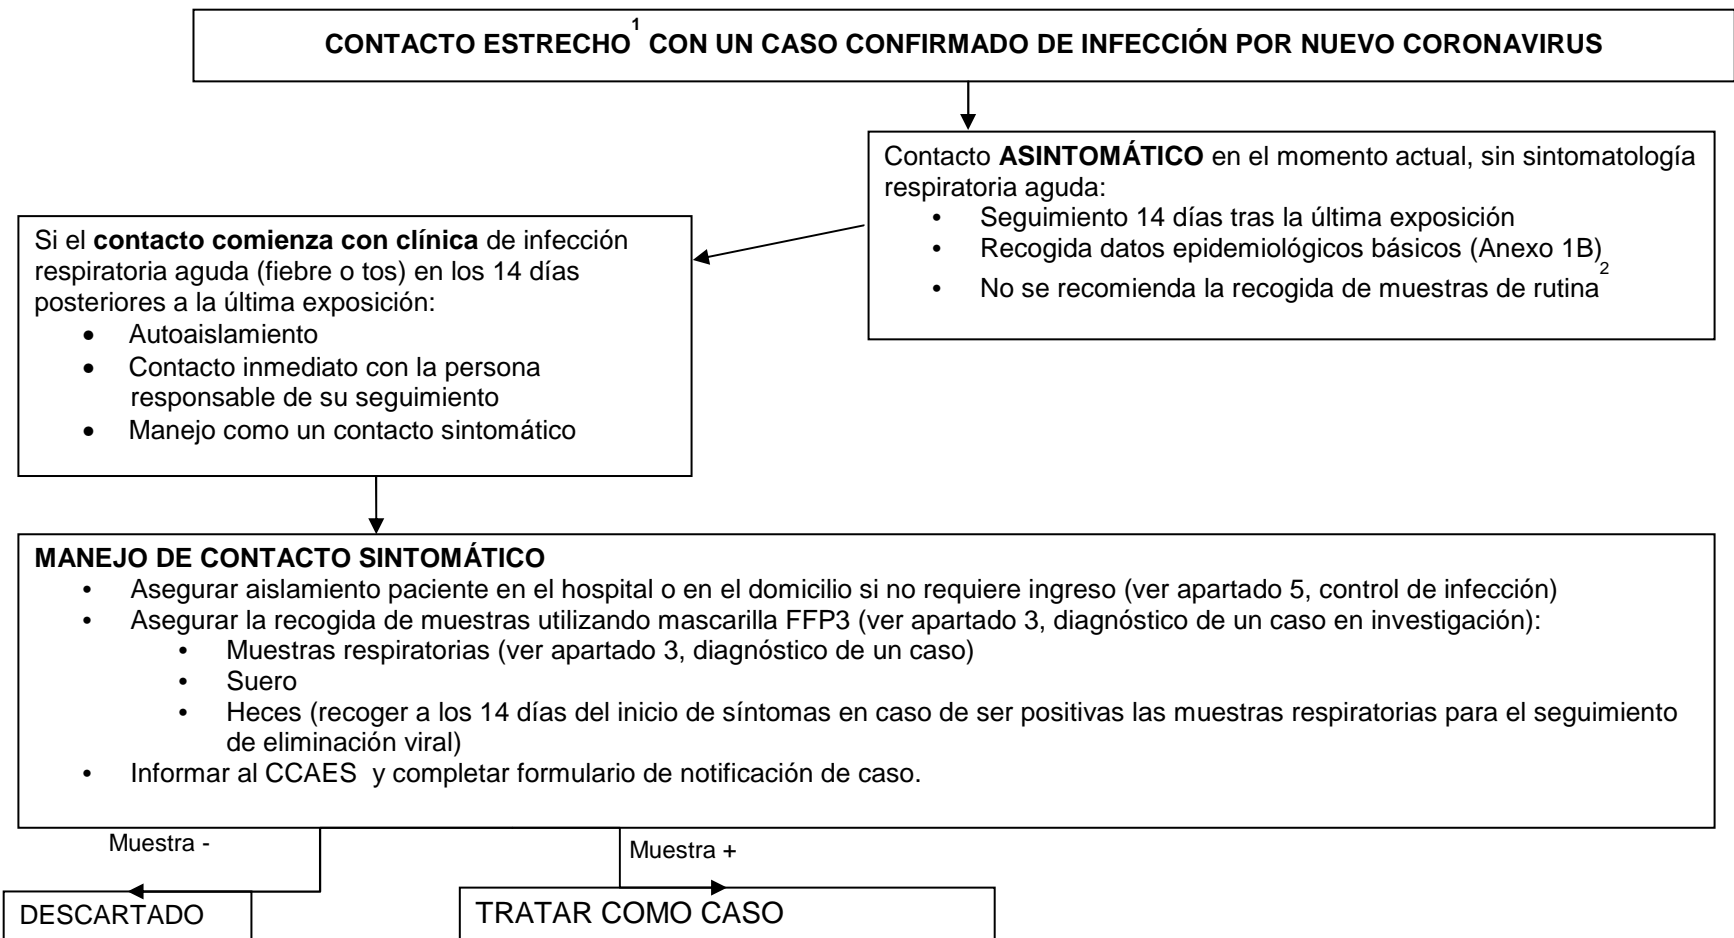 CONTACTO ESTRECHO1 CON UN CASO CONFIRMADO DE INFECCIÓN POR NUEVO CORONAVIRUS
Contacto ASINTOMÁTICO en el momento actual, sin sintomatología
respiratoria aguda:
• Seguimiento 14 días tras la última exposición
• Recogida datos epidemiológicos básicos (Anexo 1B)
• No se recomienda la recogida de muestras de rutina2
Si el contacto comienza con clínica de infección
respiratoria aguda (fiebre o tos) en los 14 días
posteriores a la última exposición:
• Autoaislamiento
• Contacto inmediato con la persona
responsable de su seguimiento
• Manejo como un contacto sintomático
MANEJO DE CONTACTO SINTOMÁTICO
• Asegurar aislamiento paciente en el hospital o en el domicilio si no requiere ingreso (ver apartado 5, control de infección)
• Asegurar la recogida de muestras utilizando mascarilla FFP3 (ver apartado 3, diagnóstico de un caso en investigación):
• Muestras respiratorias (ver apartado 3, diagnóstico de un caso)
• Suero
• Heces (recoger a los 14 días del inicio de síntomas en caso de ser positivas las muestras respiratorias para el seguimiento
de eliminación viral)
• Informar al CCAES y completar formulario de notificación de caso.
Muestra -
Muestra +
DESCARTADO
TRATAR COMO CASO